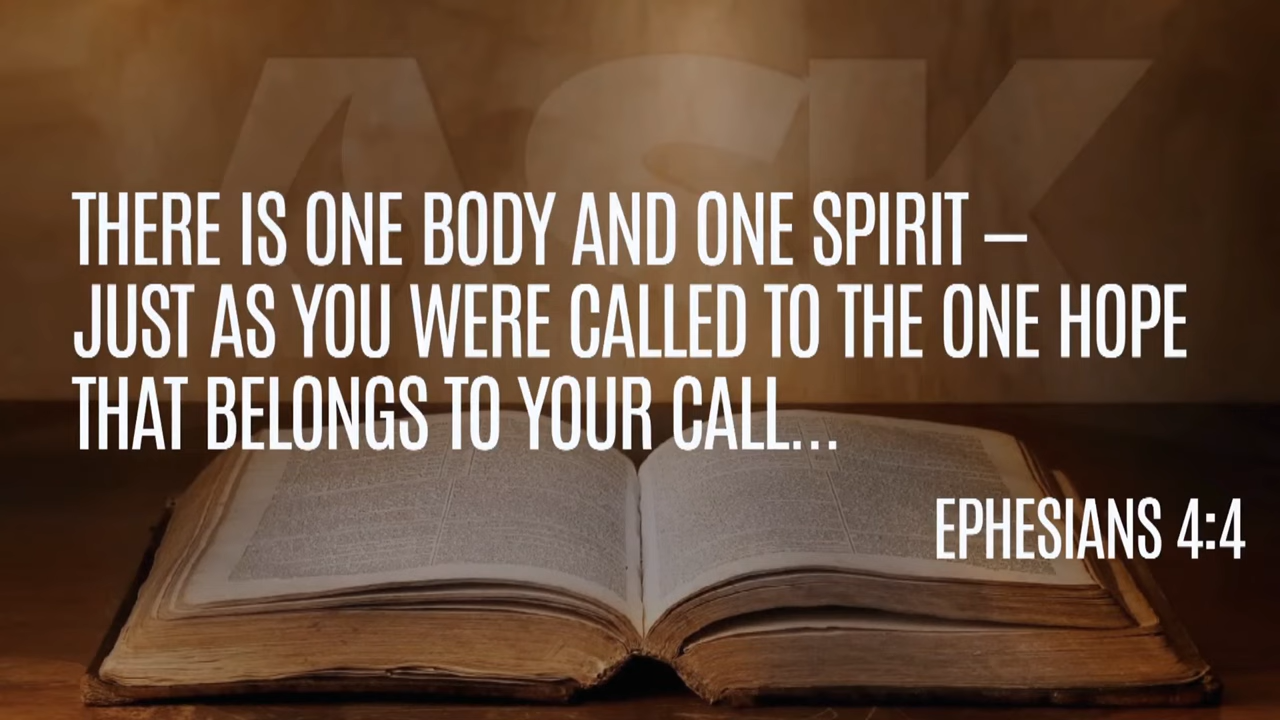 ASK
THERE IS ONE BODY AND ONE SPIRIT –
JUST AS YOU WERE CALLED TO THE ONE HOPE
THAT BELONGS TO YOUR CALL...
EPHESIANS 4:4